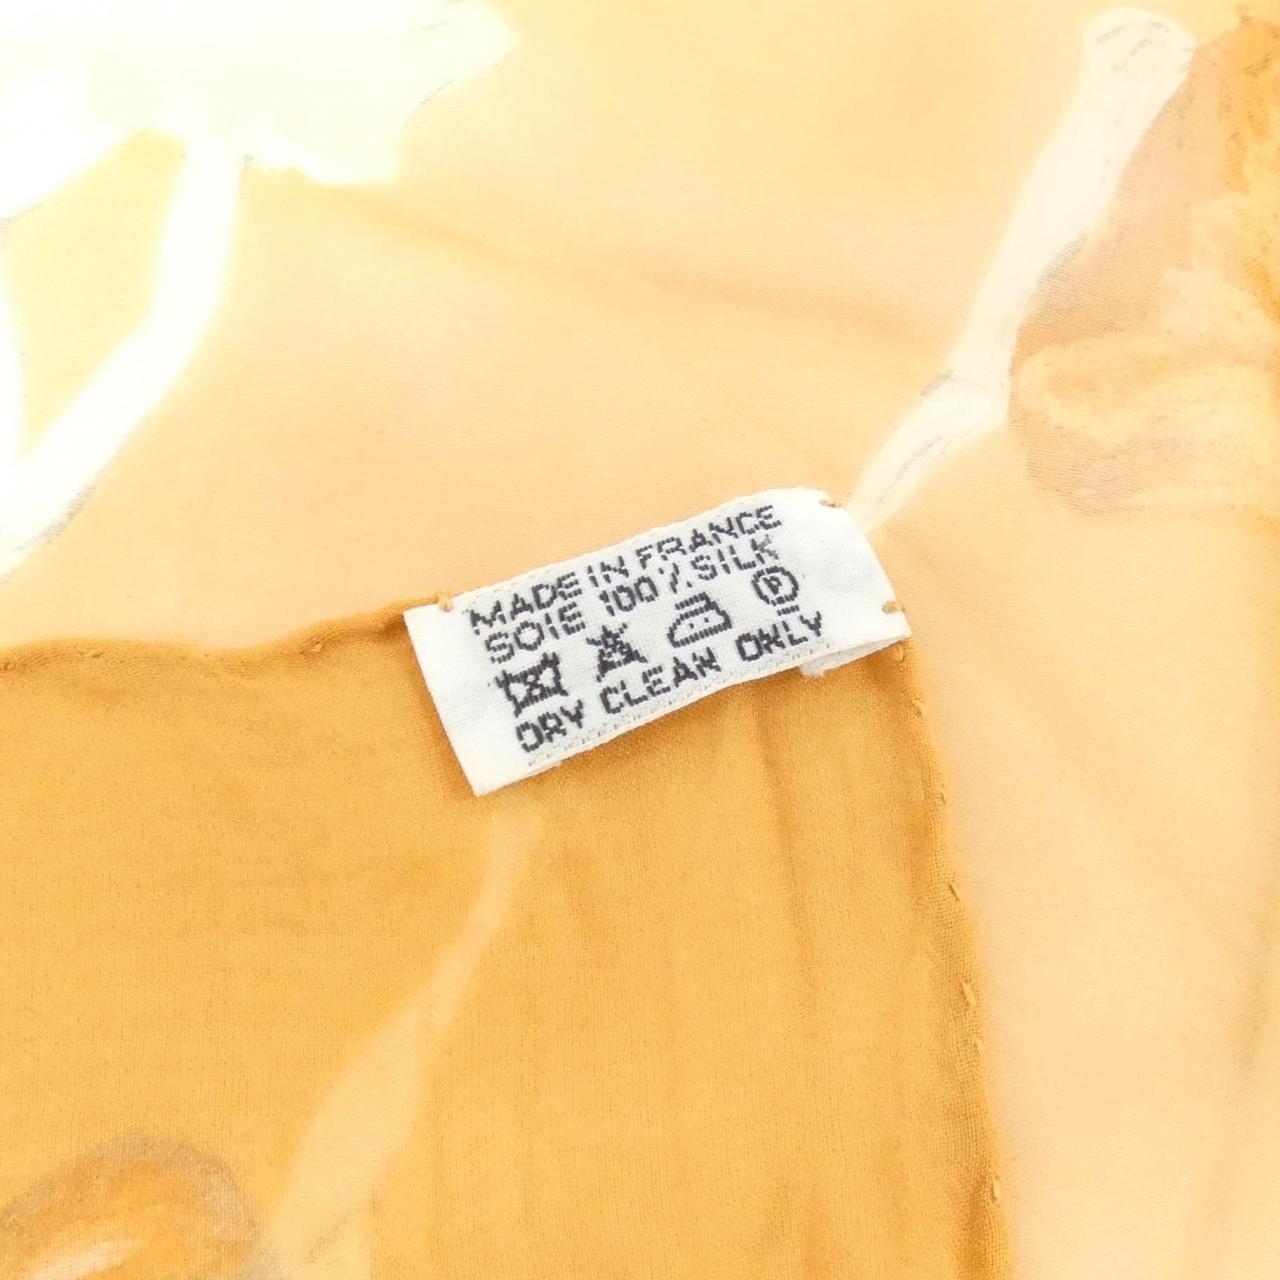 MADE IN FRANCE
SOIE 100% SILK
P
DRY CLEAN ONLY